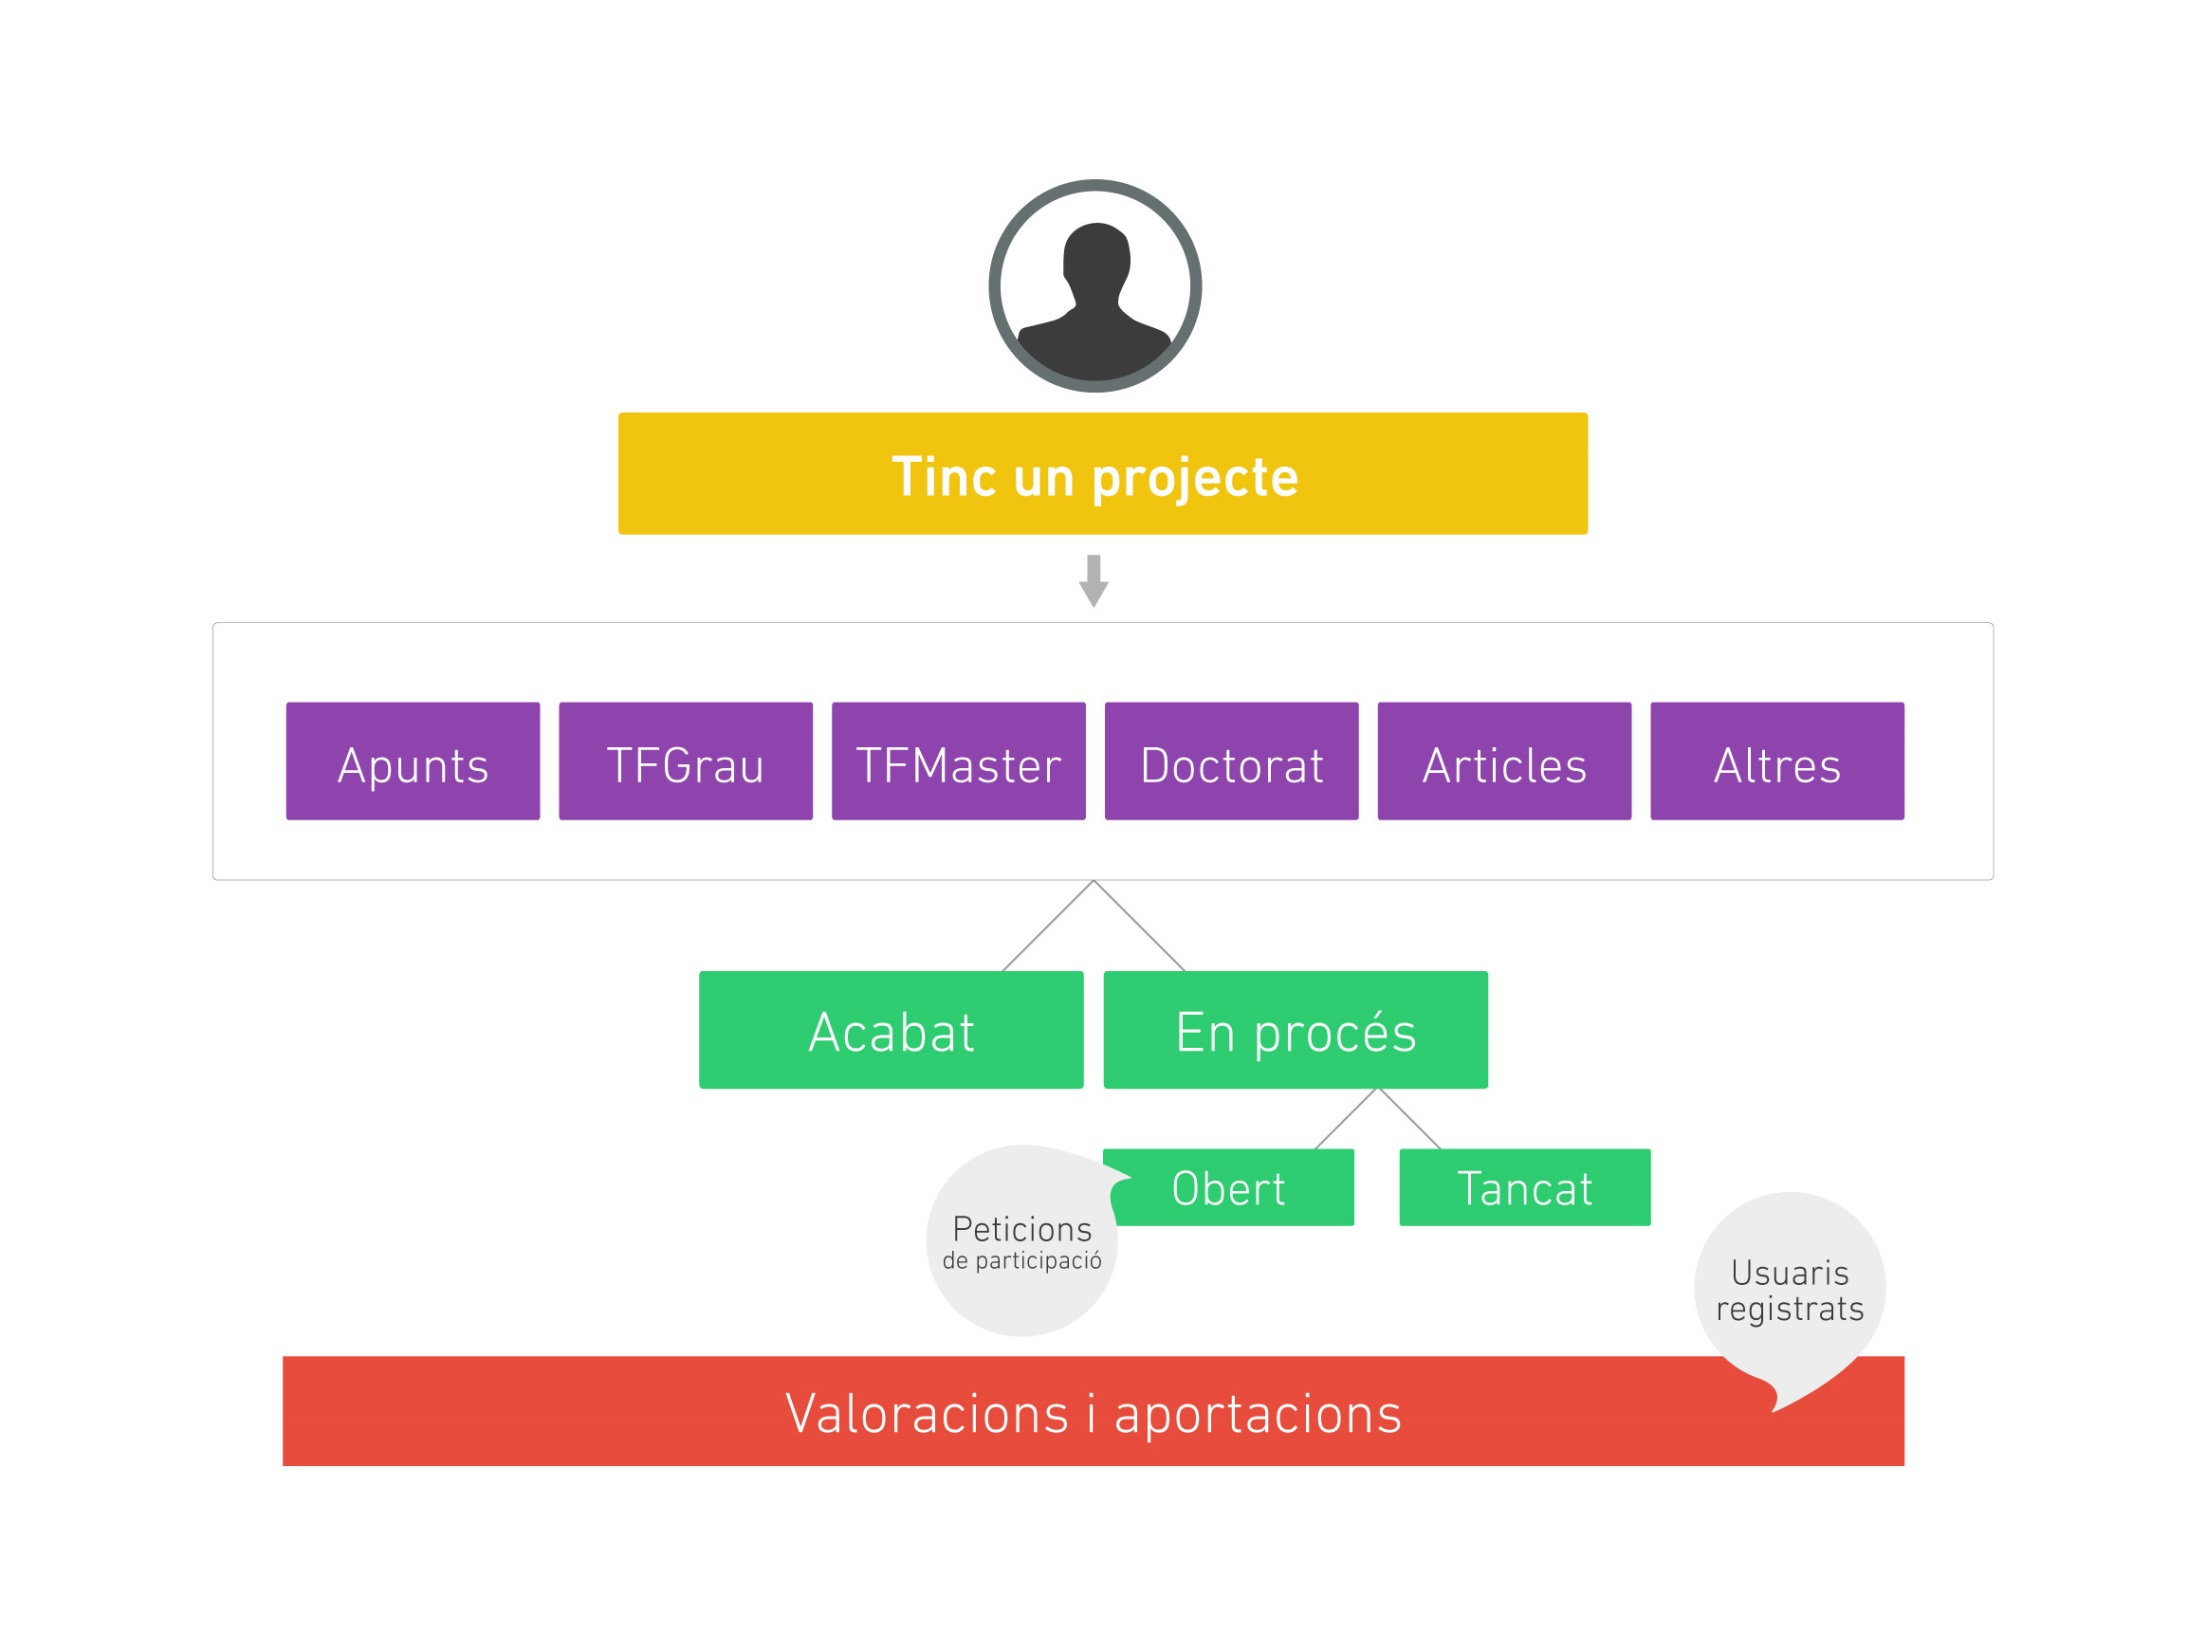 Tinc un projecte
Apunts
TFGrau
TFMaster
Doctorat
Articles
Altres
Acabat
En procés
Obert
Tancat
Peticions
de participació
Usuaris
registrats
Valoracions i aportacions